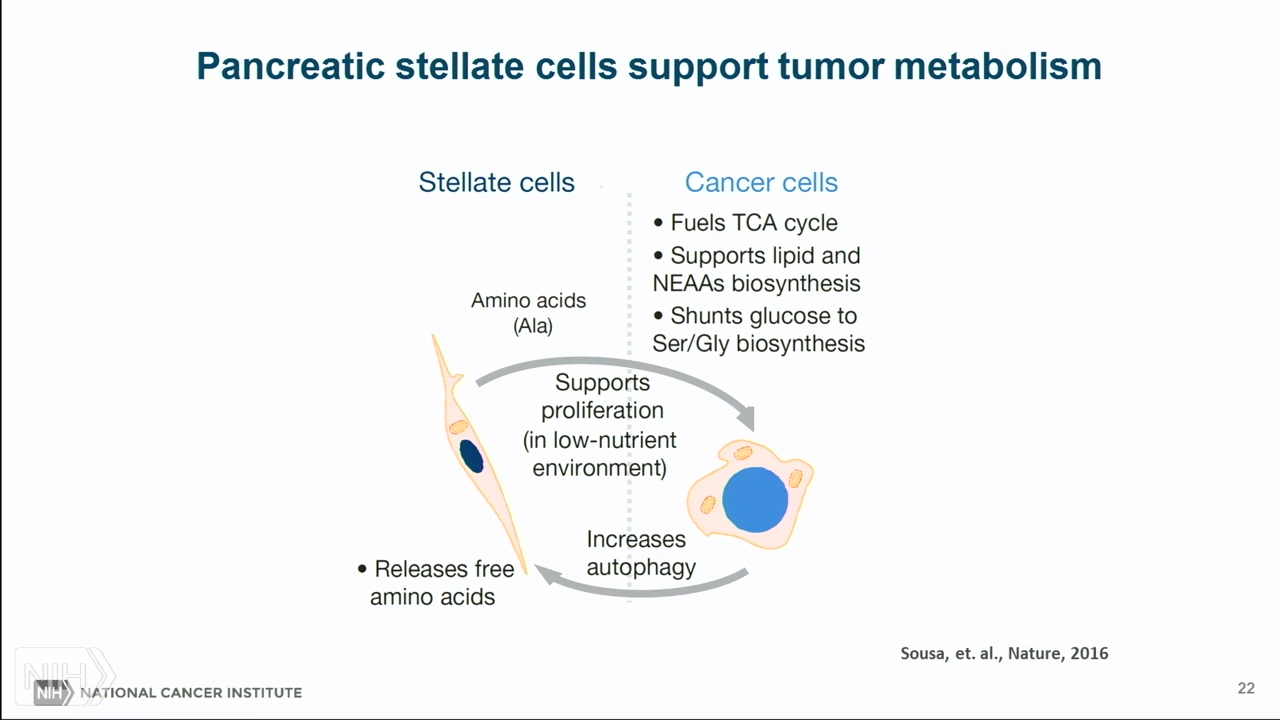 Pancreatic stellate cells support tumor metabolism
Stellate cells
Cancer cells
• Fuels TCA cycle
• Supports lipid and
NEAAs biosynthesis
• Shunts glucose to
Ser/Gly biosynthesis
Amino acids
(Ala)
Supports
proliferation
(in low-nutrient
environment)
Increases
autophagy
• Releases free
amino acids
Sousa, et. al., Nature, 2016
NIH
NIH NATIONAL CANCER INSTITUTE
22